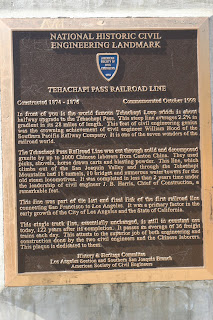 NATIONAL HISTORIC CIVIL
ENGINEERING LANDMARK
TEHACHAPI PASS RAILROAD LINE
Constructed 1874 - 1876 Commemorated October 1998
In front of you is the world famous Tehachapi Loop which is about
halfway upgrade to the Tehachapi Pass. This steep line averages 2.2% in
gradient in its 28 miles of length. This feat of civil engineering genius
was the crowning achievement of civil engineer William Hood of the
Southern Pacific Railroad Company. It is one of the seven wonders of the
railroad world.
The Tehachapi Pass Railroad Line was cut through solid and decomposed
granite by up to 3000 Chinese laborers from Canton China. They used
picks, shovels, horse drawn carts and blasting powder. This line, which
climbs out of the San Joaquin Valley and through the Tehachapi
Mountains had 18 tunnels, 10 bridges and numerous water towers for the
old steam locomotives. It was completed in less than 2 years time under
the leadership of civil engineer J. B. Harris, Chief of Construction, a
remarkable feat.
This line was part of the last and final link of the first railroad line
connecting San Francisco to Los Angeles. It was a primary factor in the
early growth of the City of Los Angeles and the State of California.
This single track line, essentially unchanged, is still in constant use
today, 122 years after its completion. It passes an average of 36 freight
trains each day. This attests to the superior job of both engineering and
construction done by the two civil engineers and the Chinese laborers.
This plaque is dedicated to them.
History & Heritage Committee
Los Angeles Section and Southern San Joaquin Branch
American Society of Civil Engineers